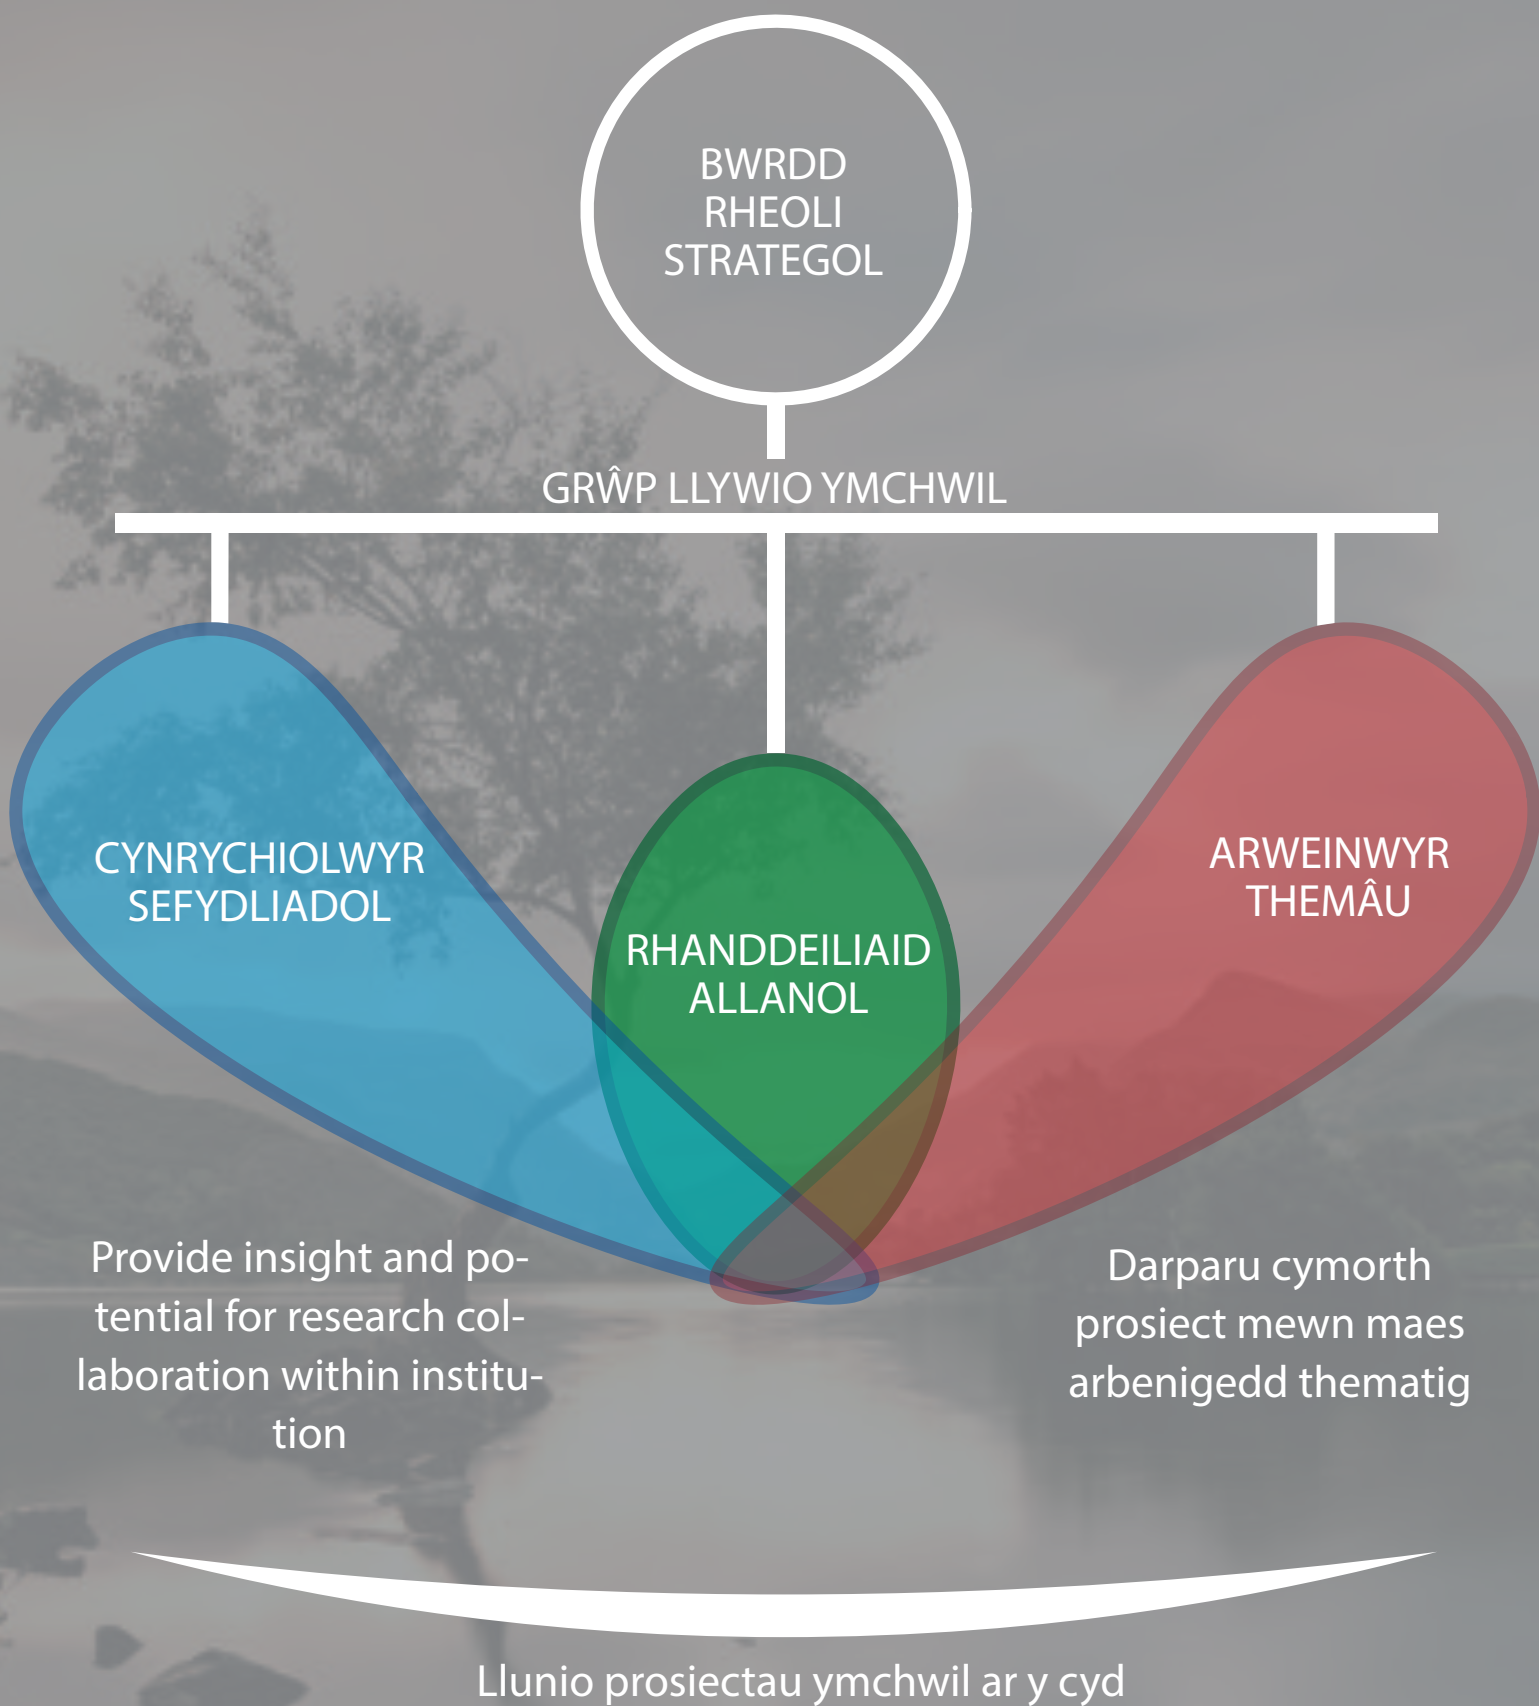 BWRDD
RHEOLI
STRATEGOL
GRŴP LLYWIO YMCHWIL
CYNRYCHIOLWYR
SEFYDLIADOL
RHANDDEILIAID
ALLANOL
ARWEINWYR
THEMÂU
Provide insight and po-
tential for research col-
laboration within institu-
tion
Darparu cymorth
prosiect mewn maes
arbenigedd thematig
Llunio prosiectau ymchwil ar y cyd